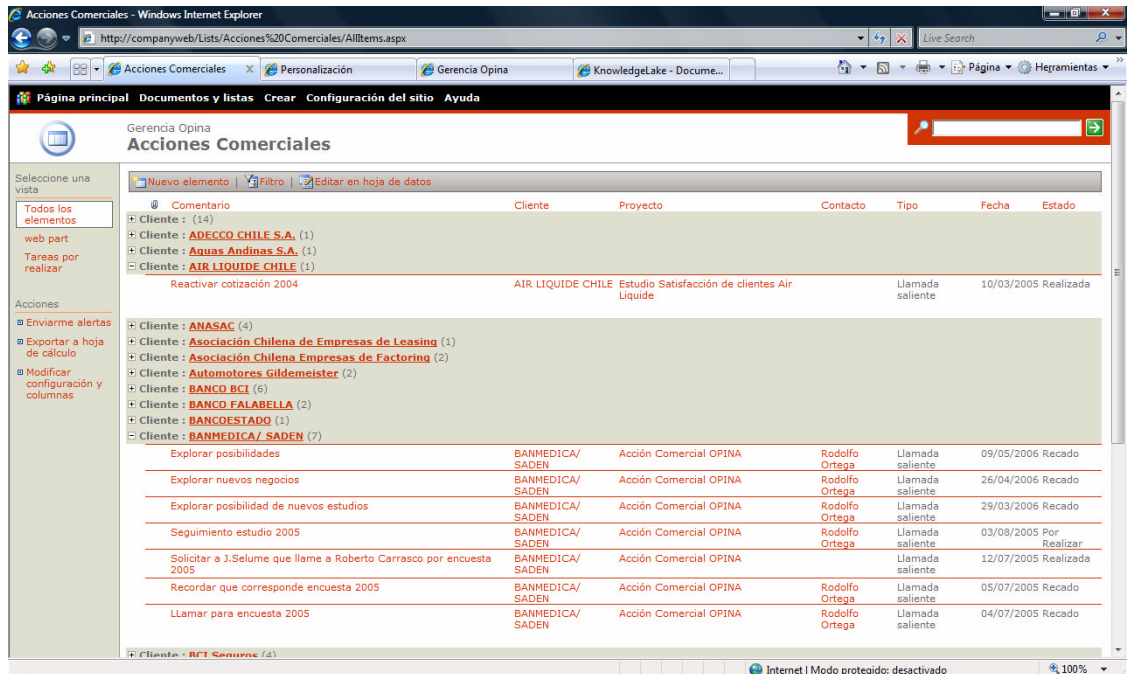 Acciones Comerciales - Windows Internet Explorer
http://companyweb/Lists/Acciones%20Comerciales/AllItems.aspx
Live Search
Acciones Comerciales Personalización Gerencia Opina KnowledgeLake - Docume... Página Herramientas
Página principal Documentos y listas Crear Configuración del sitio Ayuda
Gerencia Opina
Acciones Comerciales
Seleccione una
vista
Todos los
elementos
web part
Tareas por
realizar
Acciones
Enviarme alertas
Exportar a hoja
de cálculo
Modificar
configuración y
columnas
Nuevo elemento | Filtro | Editar en hoja de datos
Comentario Cliente Proyecto Contacto Tipo Fecha Estado
Cliente : (14)
Cliente : ADECCO CHILE S.A. (1)
Cliente : Aguas Andinas S.A. (1)
Cliente : AIR LIQUIDE CHILE (1)
Reactivar cotización 2004 AIR LIQUIDE CHILE Estudio Satisfacción de clientes Air Llamada 10/03/2005 Realizada
Liquide saliente
Cliente : ANASAC (4)
Cliente : Asociación Chilena de Empresas de Leasing (1)
Cliente : Asociación Chilena Empresas de Factoring (2)
Cliente : Automotores Gildemeister (2)
Cliente : BANCO BCI (6)
Cliente : BANCO FALABELLA (2)
Cliente : BANCOESTADO (1)
Cliente : BANMEDICA/ SADEN (7)
Explorar posibilidades BANMEDICA/ Acción Comercial OPINA Rodolfo Llamada 09/05/2006 Recado
SADEN Ortega saliente
Explorar nuevos negocios BANMEDICA/ Acción Comercial OPINA Rodolfo Llamada 26/04/2006 Recado
SADEN Ortega saliente
Explorar posibilidad de nuevos estudios BANMEDICA/ Acción Comercial OPINA Rodolfo Llamada 29/03/2006 Recado
SADEN Ortega saliente
Seguimiento estudio 2005 BANMEDICA/ Acción Comercial OPINA Rodolfo Llamada 03/08/2005 Por
SADEN Ortega saliente Realizar
Solicitar a J.Selume que llame a Roberto Carrasco por encuesta BANMEDICA/ Acción Comercial OPINA Llamada 12/07/2005 Realizada
2005 SADEN saliente
Recordar que corresponde encuesta 2005 BANMEDICA/ Acción Comercial OPINA Rodolfo Llamada 05/07/2005 Recado
SADEN Ortega saliente
LLamar para encuesta 2005 BANMEDICA/ Acción Comercial OPINA Rodolfo Llamada 04/07/2005 Recado
SADEN Ortega saliente
Cliente : BCI Seguros (4)
Internet | Modo protegido: desactivado 100%